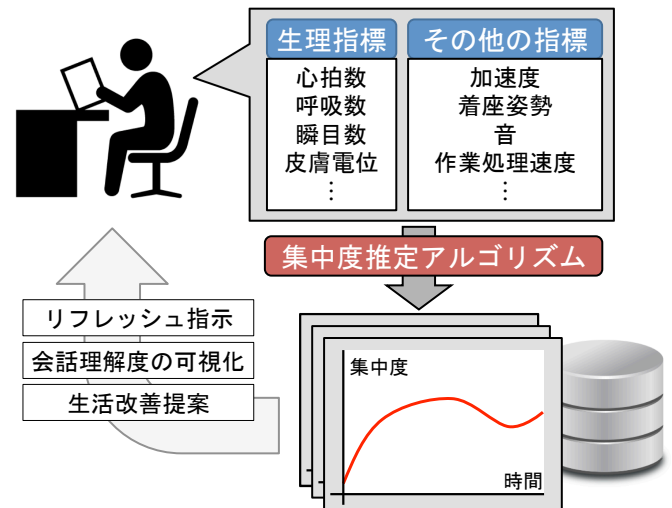 生理指標
心拍数
呼吸数
瞬目数
皮膚電位
⋮
その他の指標
加速度
着座姿勢
音
作業処理速度
⋮
集中度推定アルゴリズム
リフレッシュ指示
会話理解度の可視化
生活改善提案
集中度
時間